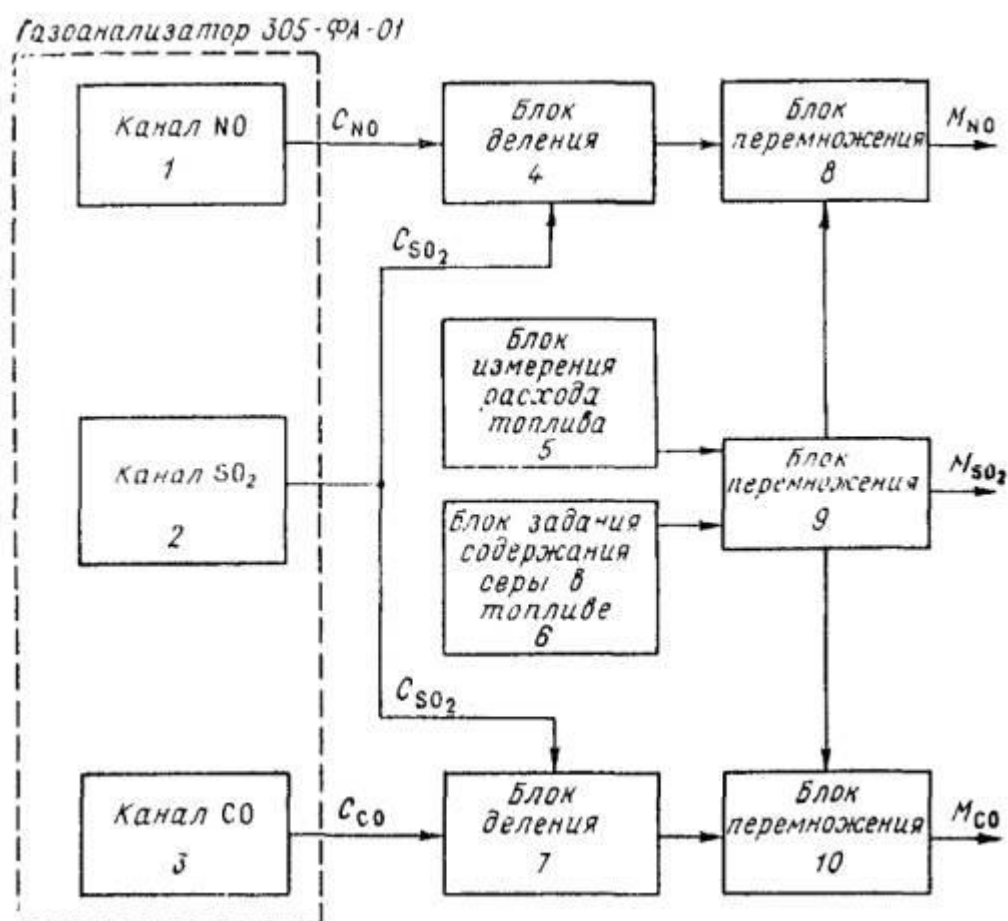 Газоанализатор 305-ФА-01
Канал NO
1
C_NO
Блок
деления
4
Блок
перемножения
8
M_NO
C_SO₂
Блок
измерения
расхода
топлива
5
Канал SO₂
2
Блок
перемножения
9
M_SO₂
Блок задания
содержания
серы в
топливе
6
C_SO₂
Канал CO
3
C_CO
Блок
деления
7
Блок
перемножения
10
M_CO